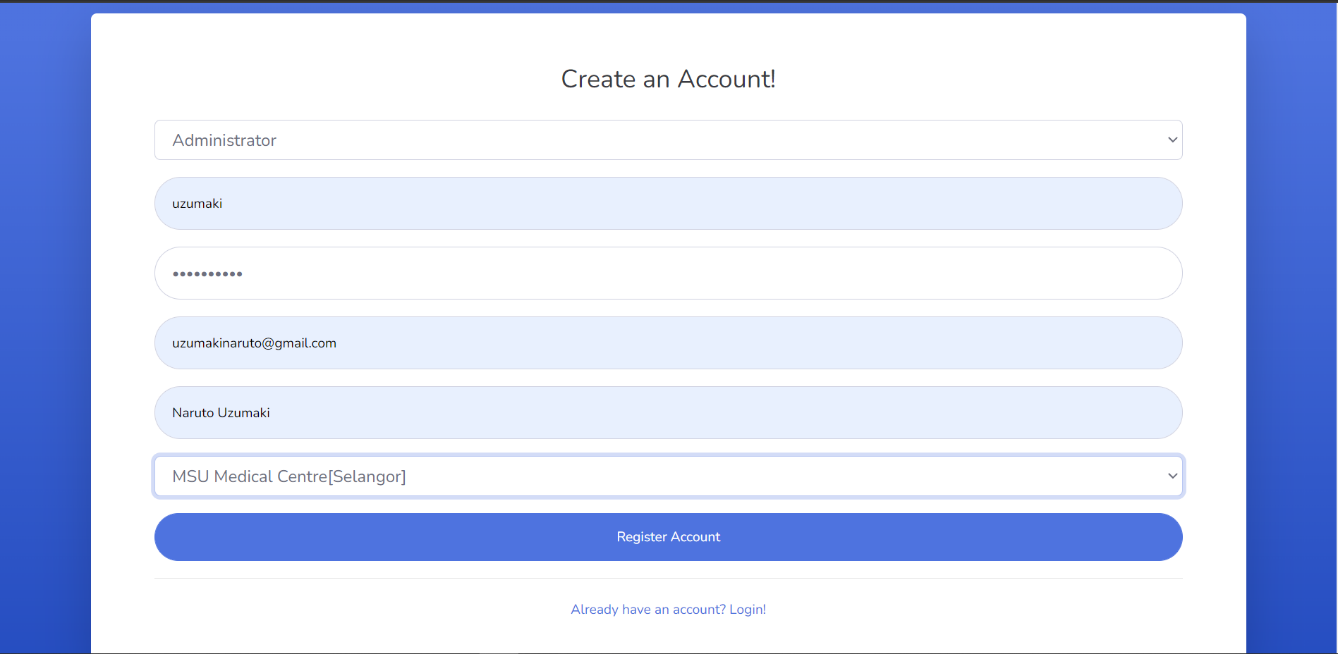 Create an Account!
Administrator
uzumaki
••••••••••
uzumakinaruto@gmail.com
Naruto Uzumaki
MSU Medical Centre[Selangor]
Register Account
Already have an account? Login!